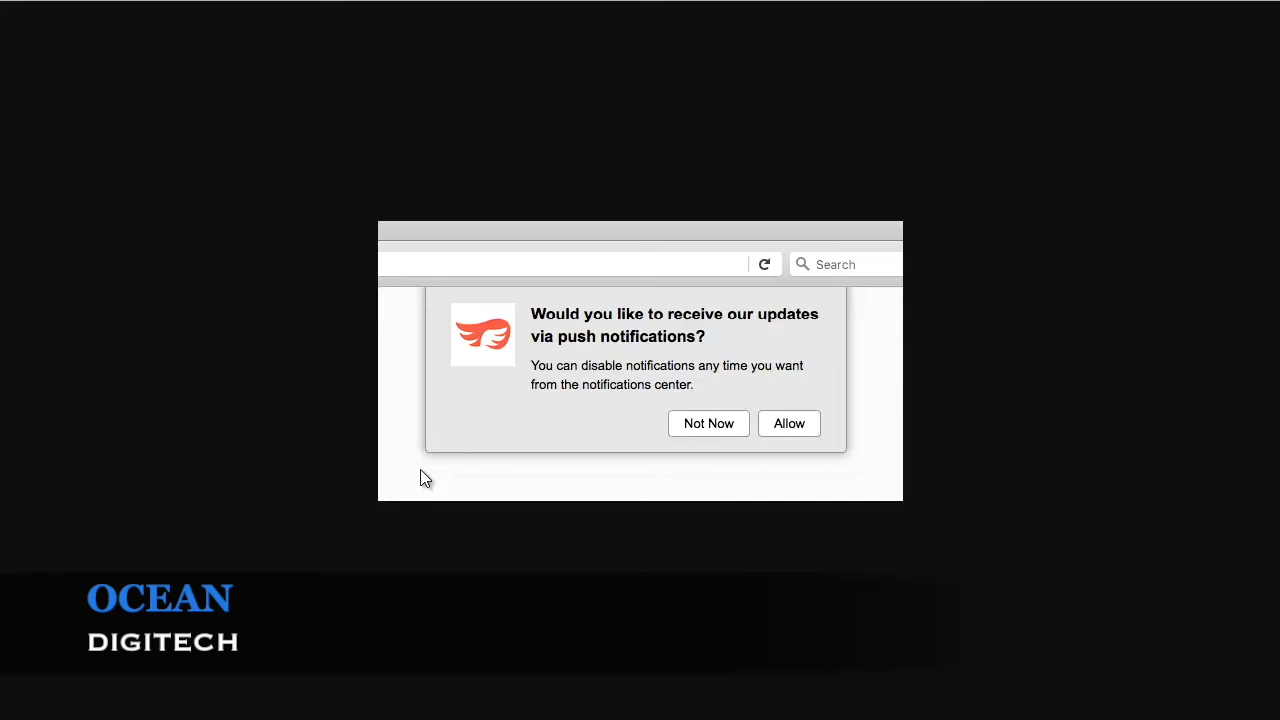 Search
Would you like to receive our updates
via push notifications?
You can disable notifications any time you want
from the notifications center.
Not Now Allow
OCEAN
DIGITECH